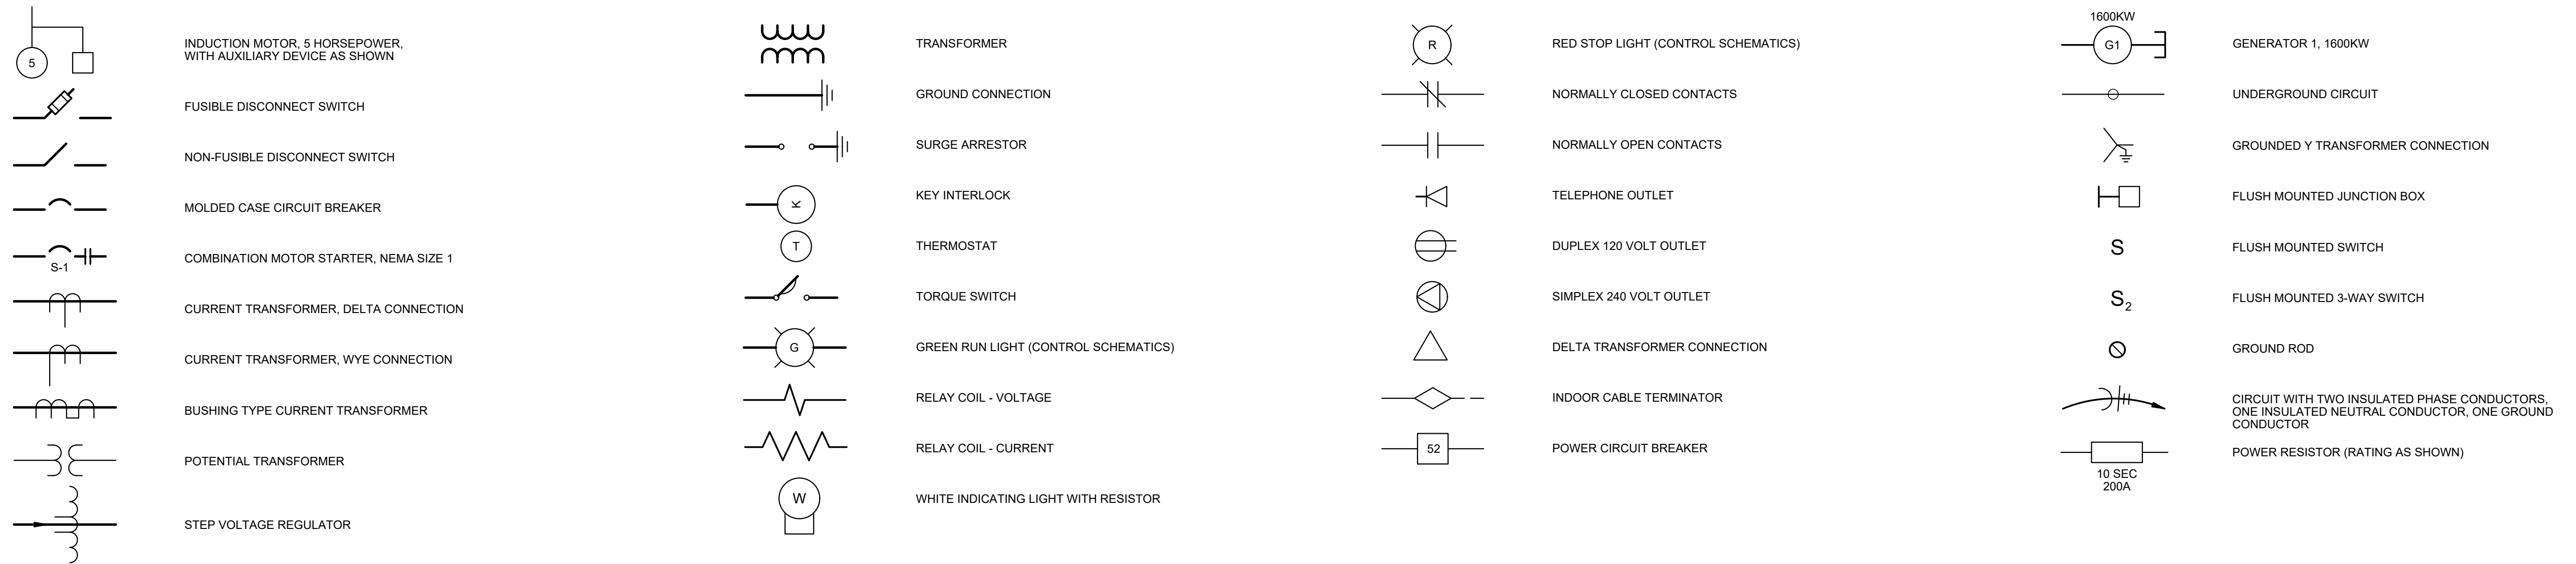 5
INDUCTION MOTOR, 5 HORSEPOWER,
WITH AUXILIARY DEVICE AS SHOWN
FUSIBLE DISCONNECT SWITCH
NON-FUSIBLE DISCONNECT SWITCH
MOLDED CASE CIRCUIT BREAKER
S-1
COMBINATION MOTOR STARTER, NEMA SIZE 1
CURRENT TRANSFORMER, DELTA CONNECTION
CURRENT TRANSFORMER, WYE CONNECTION
BUSHING TYPE CURRENT TRANSFORMER
POTENTIAL TRANSFORMER
STEP VOLTAGE REGULATOR
TRANSFORMER
GROUND CONNECTION
SURGE ARRESTOR
K
KEY INTERLOCK
T
THERMOSTAT
TORQUE SWITCH
G
GREEN RUN LIGHT (CONTROL SCHEMATICS)
RELAY COIL - VOLTAGE
RELAY COIL - CURRENT
W
WHITE INDICATING LIGHT WITH RESISTOR
R
RED STOP LIGHT (CONTROL SCHEMATICS)
NORMALLY CLOSED CONTACTS
NORMALLY OPEN CONTACTS
TELEPHONE OUTLET
DUPLEX 120 VOLT OUTLET
SIMPLEX 240 VOLT OUTLET
DELTA TRANSFORMER CONNECTION
INDOOR CABLE TERMINATOR
52
POWER CIRCUIT BREAKER
1600KW
G1
GENERATOR 1, 1600KW
UNDERGROUND CIRCUIT
GROUNDED Y TRANSFORMER CONNECTION
FLUSH MOUNTED JUNCTION BOX
S
FLUSH MOUNTED SWITCH
S2
FLUSH MOUNTED 3-WAY SWITCH
GROUND ROD
CIRCUIT WITH TWO INSULATED PHASE CONDUCTORS,
ONE INSULATED NEUTRAL CONDUCTOR, ONE GROUND
CONDUCTOR
POWER RESISTOR (RATING AS SHOWN)
10 SEC
200A